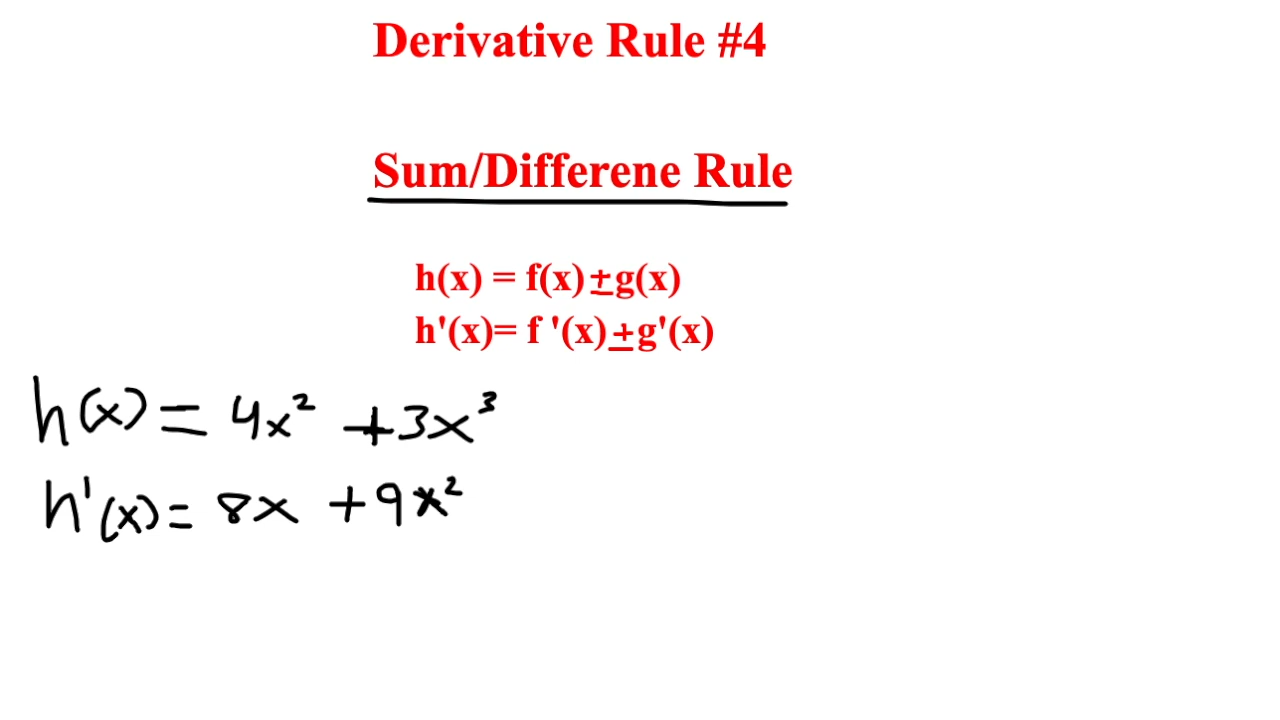 Derivative Rule #4
Sum/Differene Rule
h(x) = f(x) ± g(x)
h'(x)= f '(x) ± g'(x)
h(x) = 4x² + 3x³
h'(x) = 8x + 9x²